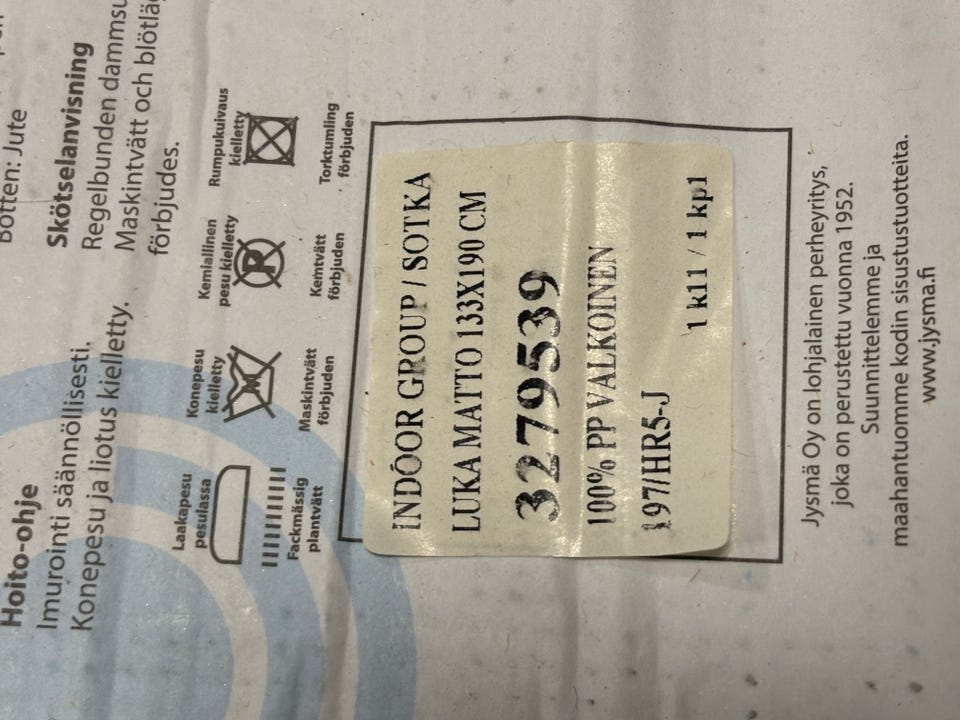 Botten: Jute
Hoito-ohje
Imurointi säännöllisesti.
Konepesu ja liotus kielletty.
Skötselanvisning
Regelbunden
Maskintvätt och
förbjudes.
Laakapesu
pesulassa
Fackmässig
plantvätt
Konepesu
kielletty
Maskintvätt
förbjuden
Kemiallinen
pesu kielletty
R
Kemtvätt
förbjuden
Rumpukuivaus
kielletty
Torktumling
förbjuden
INDOOR GROUP / SOTKA
LUKA MATTO 133X190 CM
3279539
100% PP VALKOINEN
197/HR5-J
1 kll / 1 kpl
Jysmä Oy on lohjalainen perheyritys,
joka on perustettu vuonna 1952.
Suunnittelemme ja
maahantuomme kodin sisustustuotteita.
www.jysma.fi